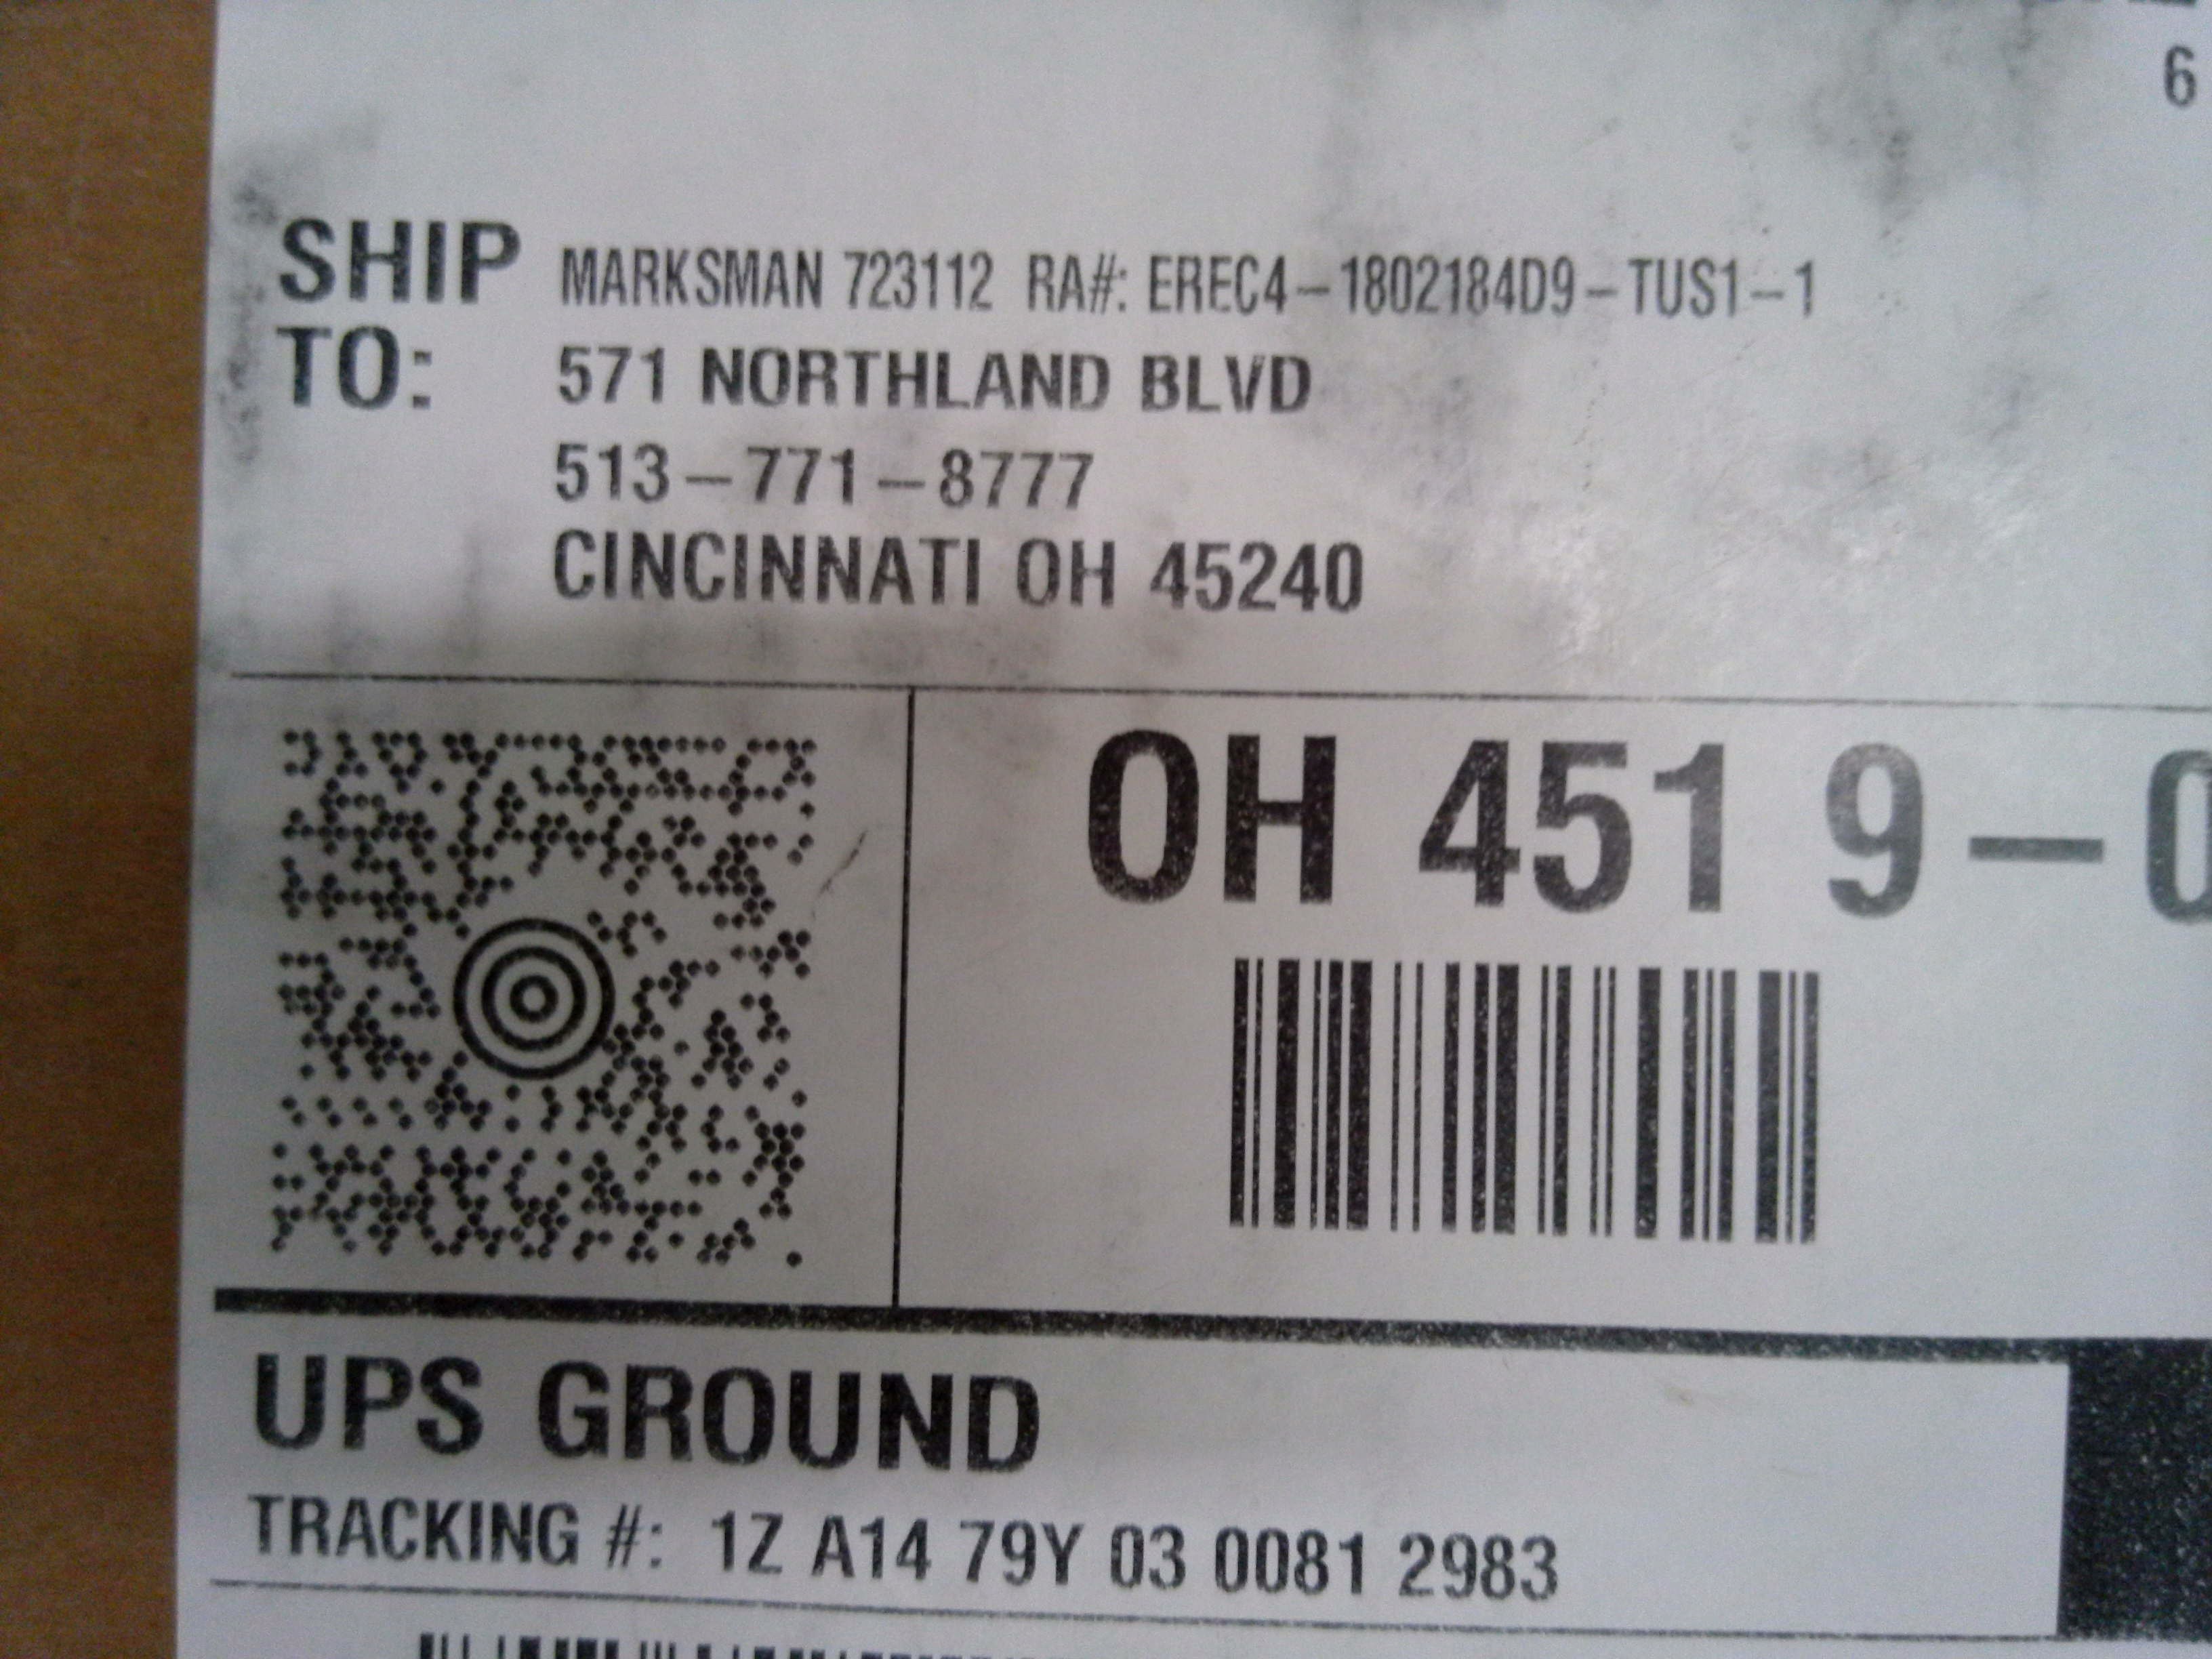 6
SHIP TO: MARKSMAN 723112 RA#: EREC4-1802184D9-TUS1-1
571 NORTHLAND BLVD
513-771-8777
CINCINNATI OH 45240
OH 451 9-0
UPS GROUND
TRACKING #: 1Z A14 79Y 03 0081 2983